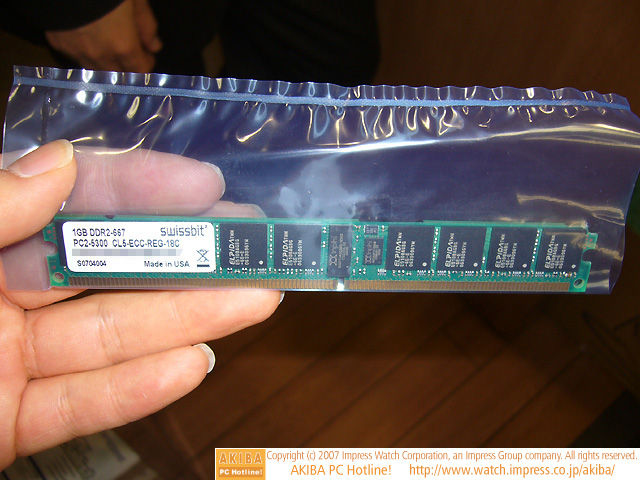 1GB DDR2-667
swissbit
PC2-5300 CL5-ECC-REG-18C
S0704004
Made in USA
ELPIDA
ELPIDA
ELPIDA
ELPIDA
ELPIDA
ELPIDA
AKIBA
PC Hotline!
Copyright (c) 2007 Impress Watch Corporation, an Impress Group company. All rights reserved.
AKIBA PC Hotline! http://www.watch.impress.co.jp/akiba/